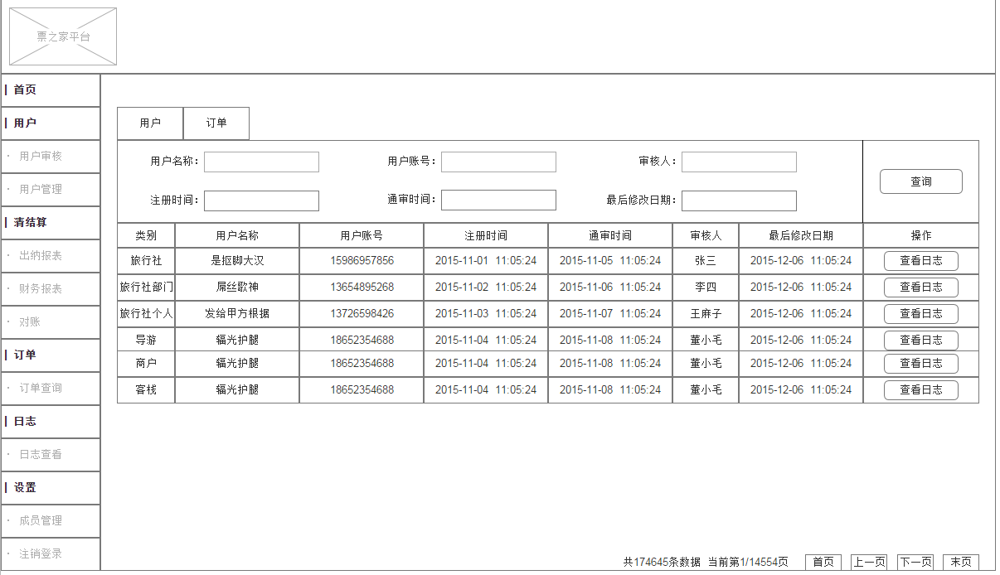 票之家平台
首页
用户
· 用户审核
· 用户管理
清结算
· 出纳报表
· 财务报表
· 对账
订单
· 订单查询
日志
· 日志查看
设置
· 成员管理
· 注销登录
用户 订单
用户名称： 用户账号： 审核人：
注册时间： 通审时间： 最后修改日期：
查询
类别 用户名称 用户账号 注册时间 通审时间 审核人 最后修改日期 操作
旅行社 是抠脚大汉 15986957856 2015-11-01 11:05:24 2015-11-05 11:05:24 张三 2015-12-06 11:05:24 查看日志
旅行社部门 屌丝歌神 13654895268 2015-11-02 11:05:24 2015-11-06 11:05:24 李四 2015-12-06 11:05:24 查看日志
旅行社个人 发给甲方根据 13726598426 2015-11-03 11:05:24 2015-11-07 11:05:24 王麻子 2015-12-06 11:05:24 查看日志
导游 辐光护腿 18652354688 2015-11-04 11:05:24 2015-11-08 11:05:24 董小毛 2015-12-06 11:05:24 查看日志
商户 辐光护腿 18652354688 2015-11-04 11:05:24 2015-11-08 11:05:24 董小毛 2015-12-06 11:05:24 查看日志
客栈 辐光护腿 18652354688 2015-11-04 11:05:24 2015-11-08 11:05:24 董小毛 2015-12-06 11:05:24 查看日志
共174645条数据 当前第1/14554页 首页 上一页 下一页 末页